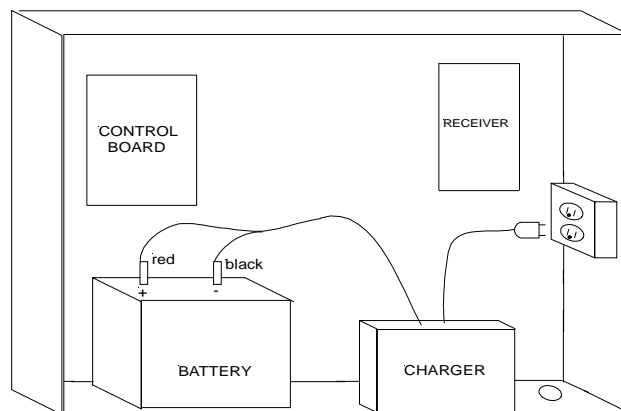 CONTROL
BOARD
RECEIVER
red
black
+
-
BATTERY
CHARGER